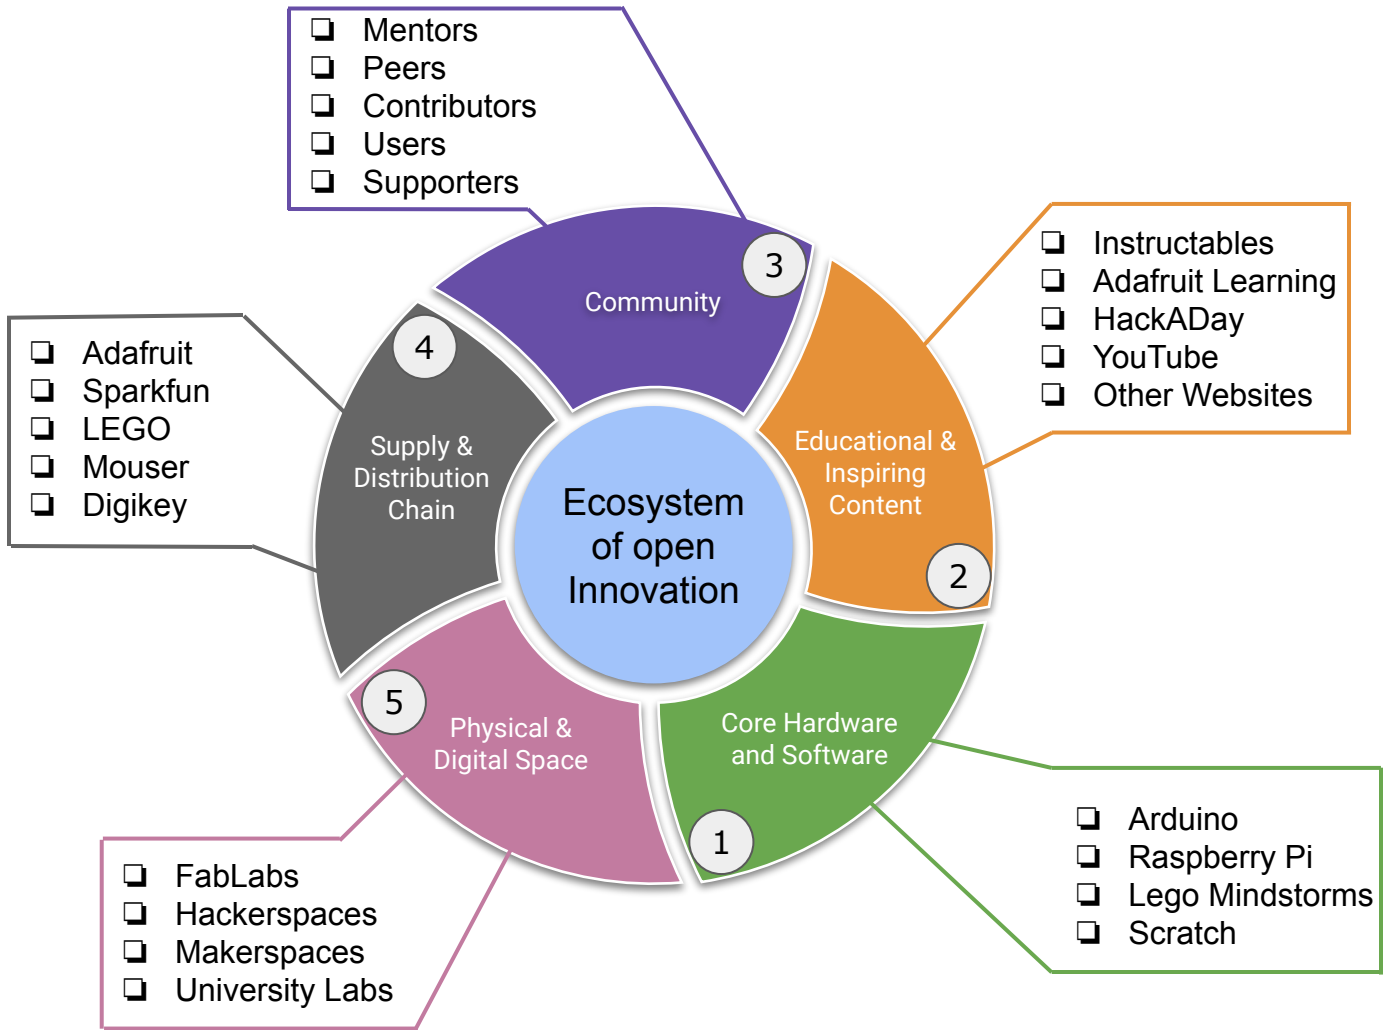 Mentors
Peers
Contributors
Users
Supporters
3
Community
Instructables
Adafruit Learning
HackADay
YouTube
Other Websites
Educational &
Inspiring
Content
2
4
Supply &
Distribution
Chain
Adafruit
Sparkfun
LEGO
Mouser
Digikey
Ecosystem
of open
Innovation
5
Physical &
Digital Space
FabLabs
Hackerspaces
Makerspaces
University Labs
Core Hardware
and Software
1
Arduino
Raspberry Pi
Lego Mindstorms
Scratch